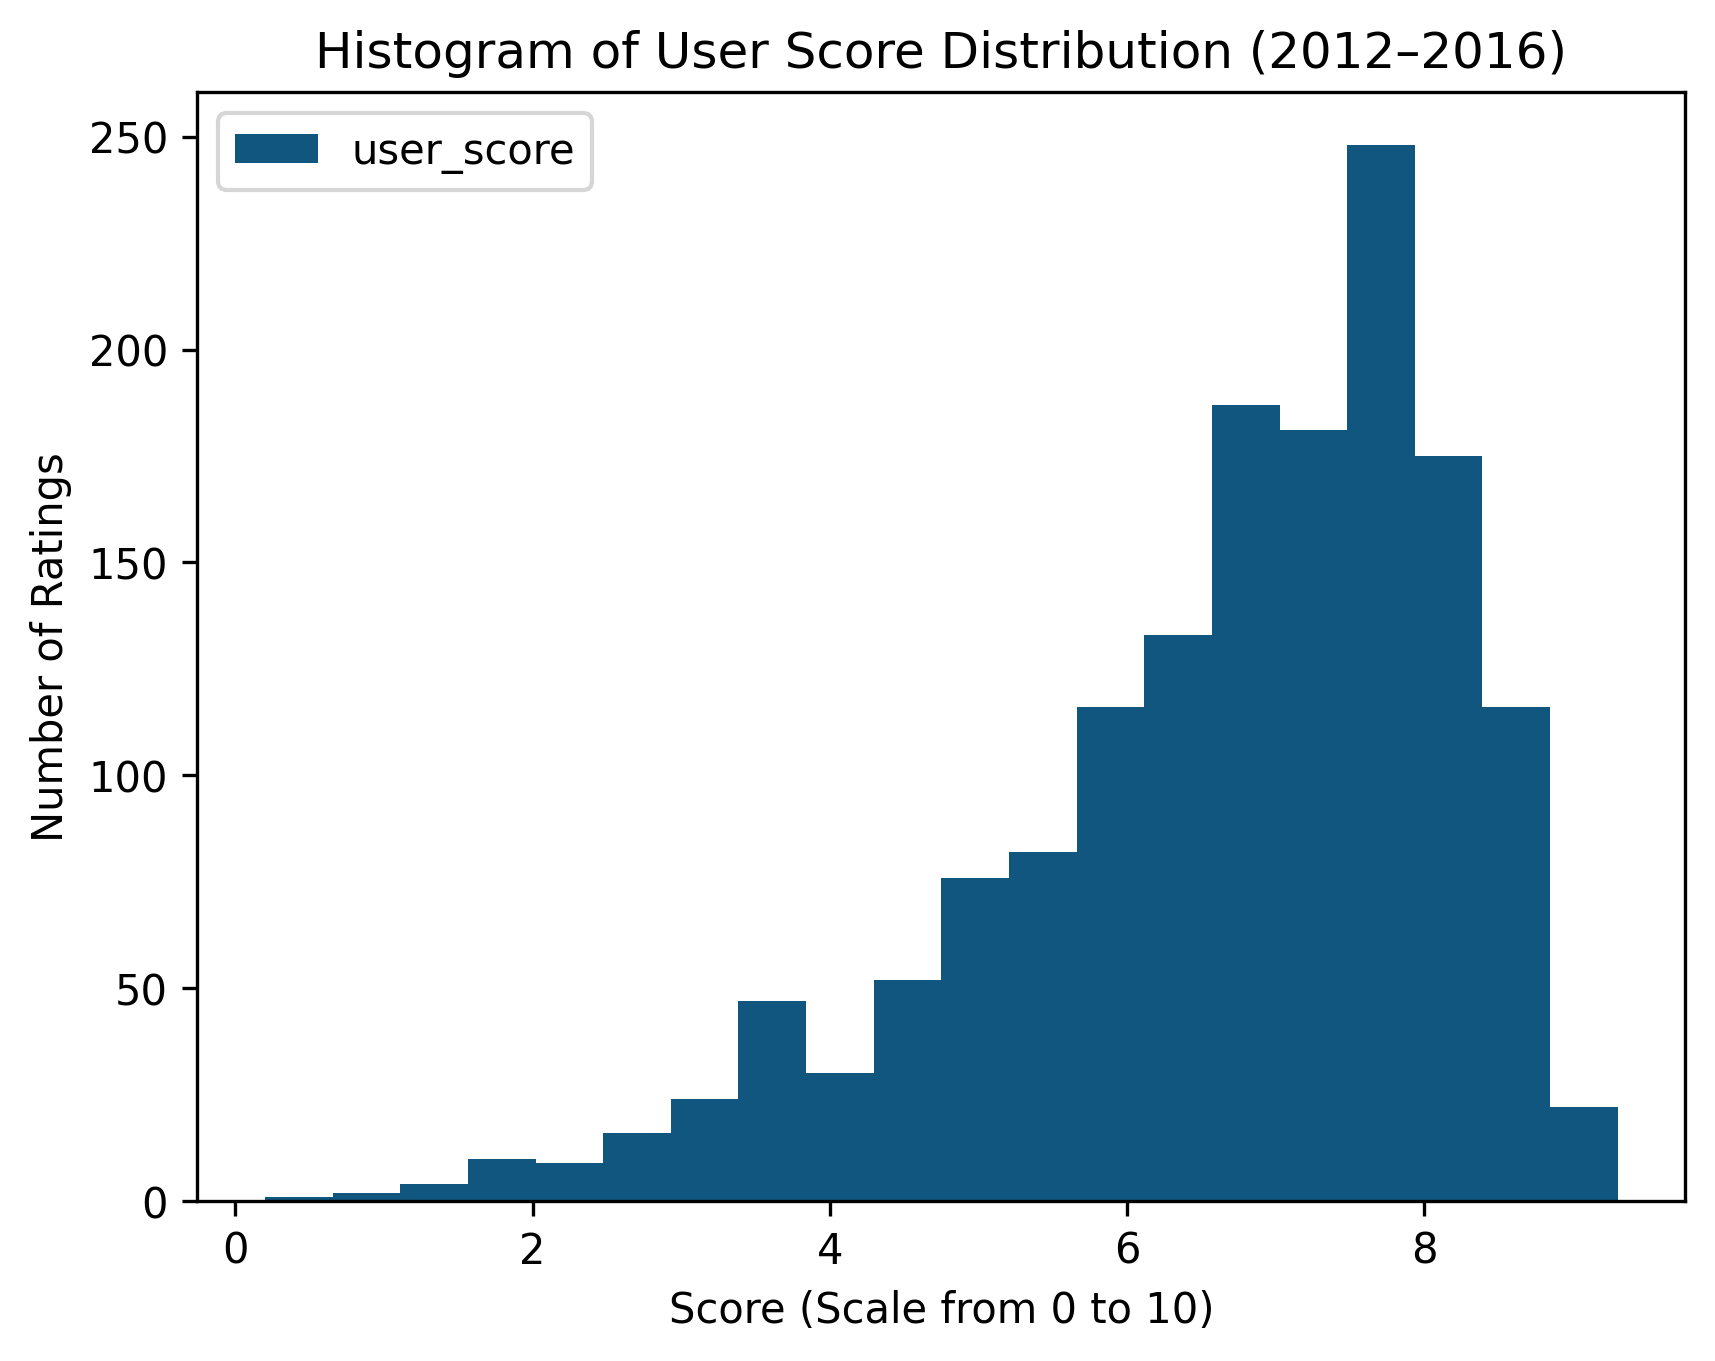 Histogram of User Score Distribution (2012–2016)
user_score
250
200
150
100
50
0
Number of Ratings
0 2 4 6 8
Score (Scale from 0 to 10)